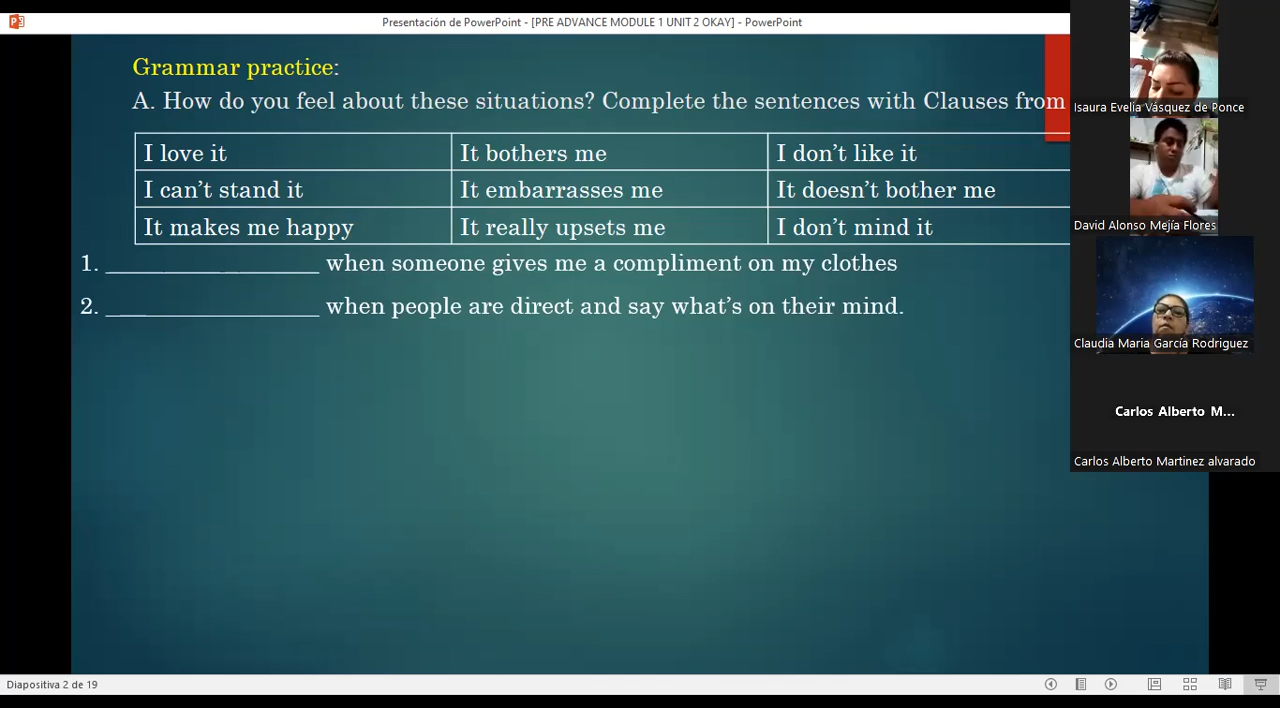 Presentación de PowerPoint - [PRE ADVANCE MODULE 1 UNIT 2 OKAY] - PowerPoint
Grammar practice:
A. How do you feel about these situations? Complete the sentences with Clauses from
I love it It bothers me I don't like it
I can't stand it It embarrasses me It doesn't bother me
It makes me happy It really upsets me I don't mind it
1. __________________ when someone gives me a compliment on my clothes
2. __________________ when people are direct and say what's on their mind.
Isaura Evelia Vásquez de Ponce
David Alonso Mejía Flores
Claudia Maria García Rodriguez
Carlos Alberto M...
Carlos Alberto Martinez alvarado
Diapositiva 2 de 19